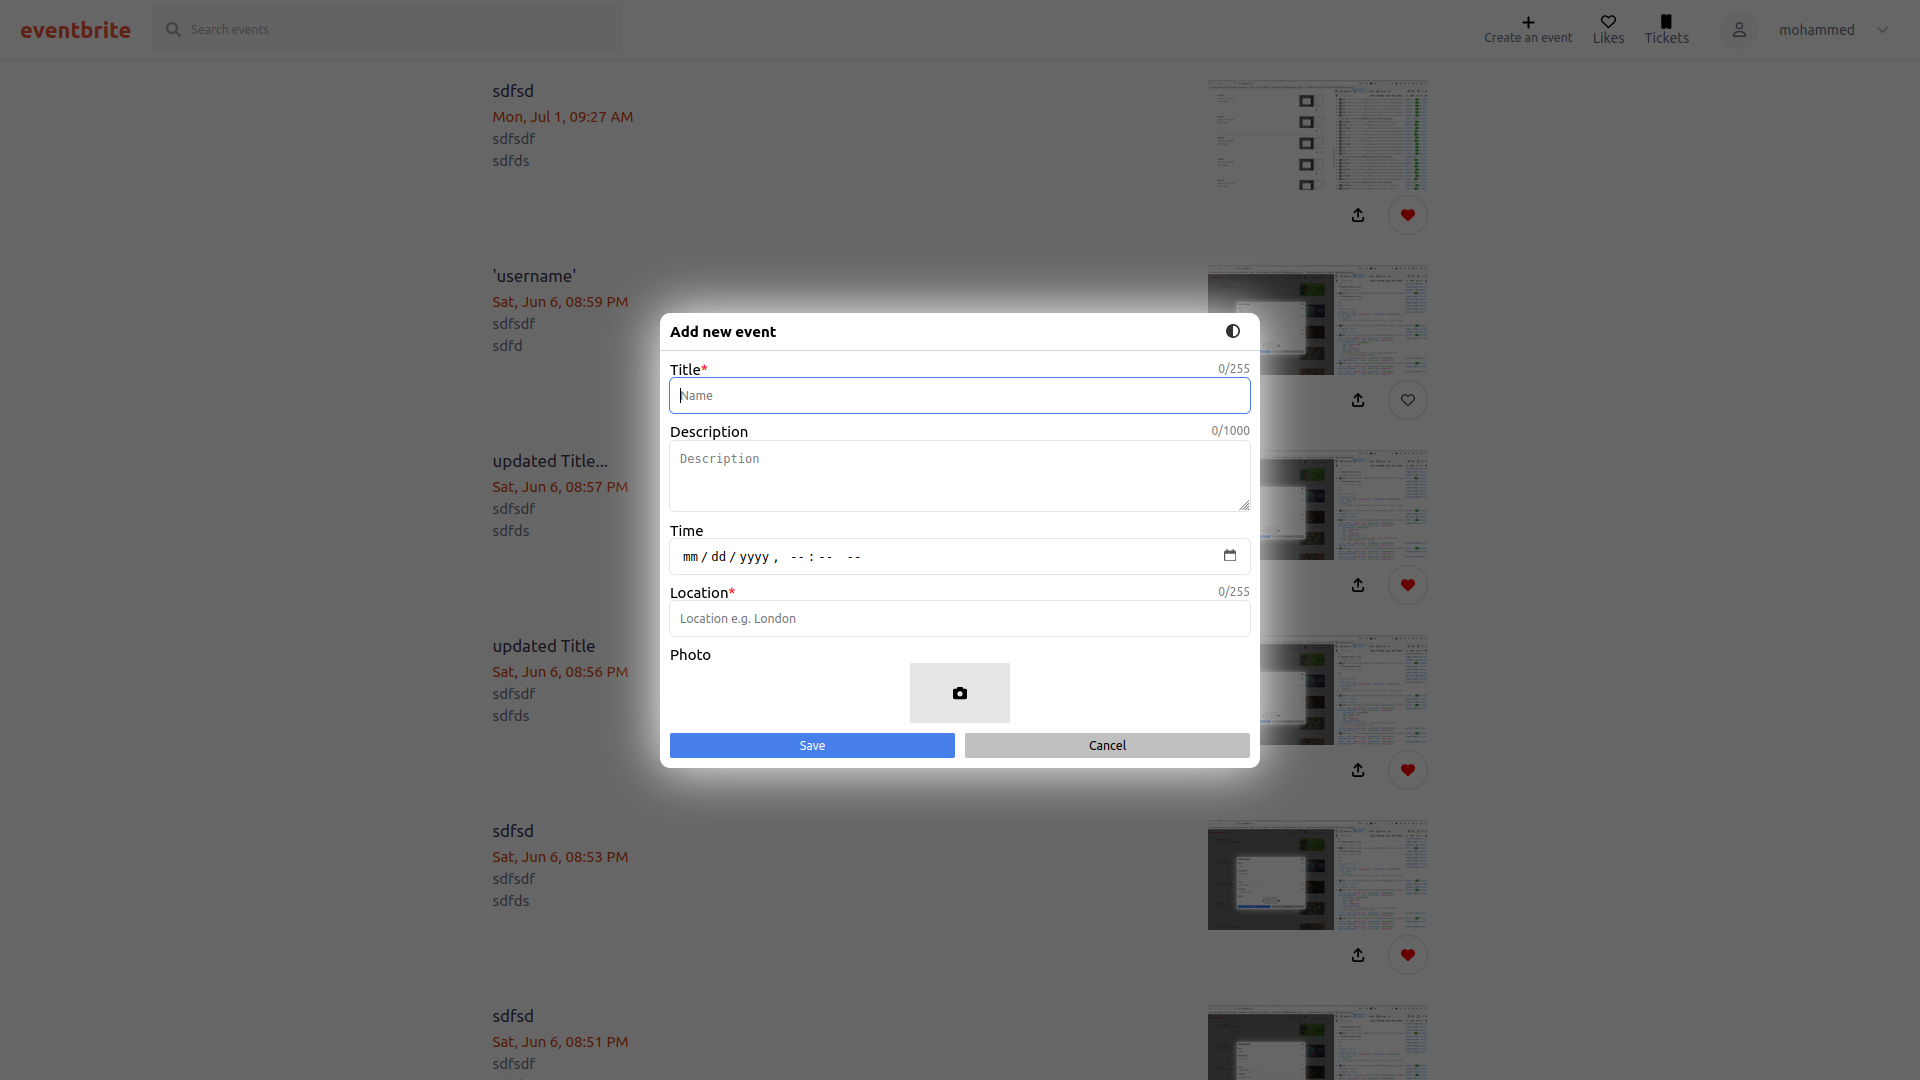 eventbrite
Search events
Create an event
Likes
Tickets
mohammed
sdfsd
Mon, Jul 1, 09:27 AM
sdfsdf
sdfds
'username'
Sat, Jun 6, 08:59 PM
sdfsdf
sdfd
updated Title...
Sat, Jun 6, 08:57 PM
sdfsdf
sdfds
updated Title
Sat, Jun 6, 08:56 PM
sdfsdf
sdfds
sdfsd
Sat, Jun 6, 08:53 PM
sdfsdf
sdfds
sdfsd
Sat, Jun 6, 08:51 PM
sdfsdf
Add new event
Title* 0/255
Name
Description 0/1000
Description
Time
mm/dd/yyyy, --:-- --
Location* 0/255
Location e.g. London
Photo
Save Cancel